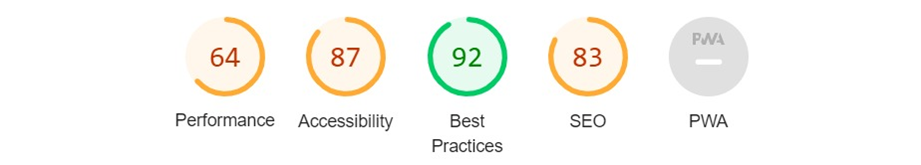 64 87 92 83 PWA
Performance Accessibility Best SEO PWA
Practices